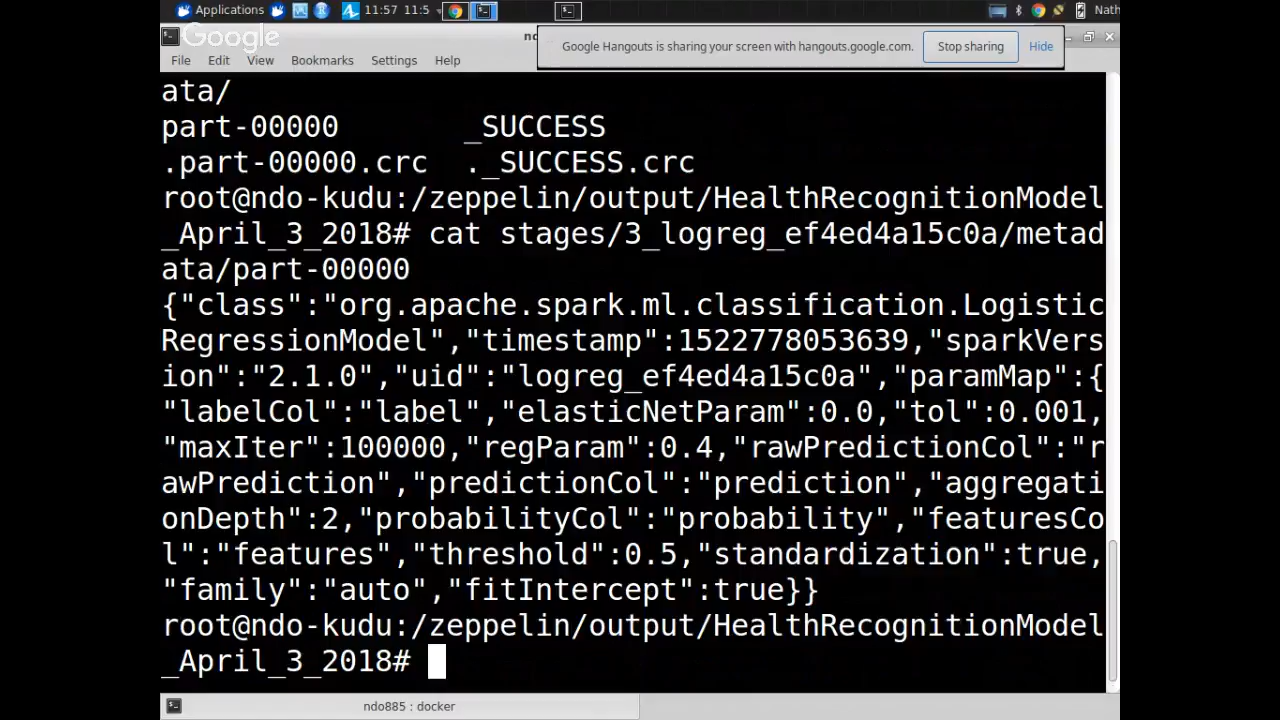 Applications 11:57 11:5 Nath
Google
Google Hangouts is sharing your screen with hangouts.google.com. Stop sharing Hide
File Edit View Bookmarks Settings Help
ata/
part-00000 _SUCCESS
.part-00000.crc ._SUCCESS.crc
root@ndo-kudu:/zeppelin/output/HealthRecognitionModel
_April_3_2018# cat stages/3_logreg_ef4ed4a15c0a/metad
ata/part-00000
{"class":"org.apache.spark.ml.classification.Logistic
RegressionModel","timestamp":1522778053639,"sparkVers
ion":"2.1.0","uid":"logreg_ef4ed4a15c0a","paramMap":{
"labelCol":"label","elasticNetParam":0.0,"tol":0.001,
"maxIter":100000,"regParam":0.4,"rawPredictionCol":"r
awPrediction","predictionCol":"prediction","aggregati
onDepth":2,"probabilityCol":"probability","featuresCo
l":"features","threshold":0.5,"standardization":true,
"family":"auto","fitIntercept":true}}
root@ndo-kudu:/zeppelin/output/HealthRecognitionModel
_April_3_2018#
ndo885 : docker